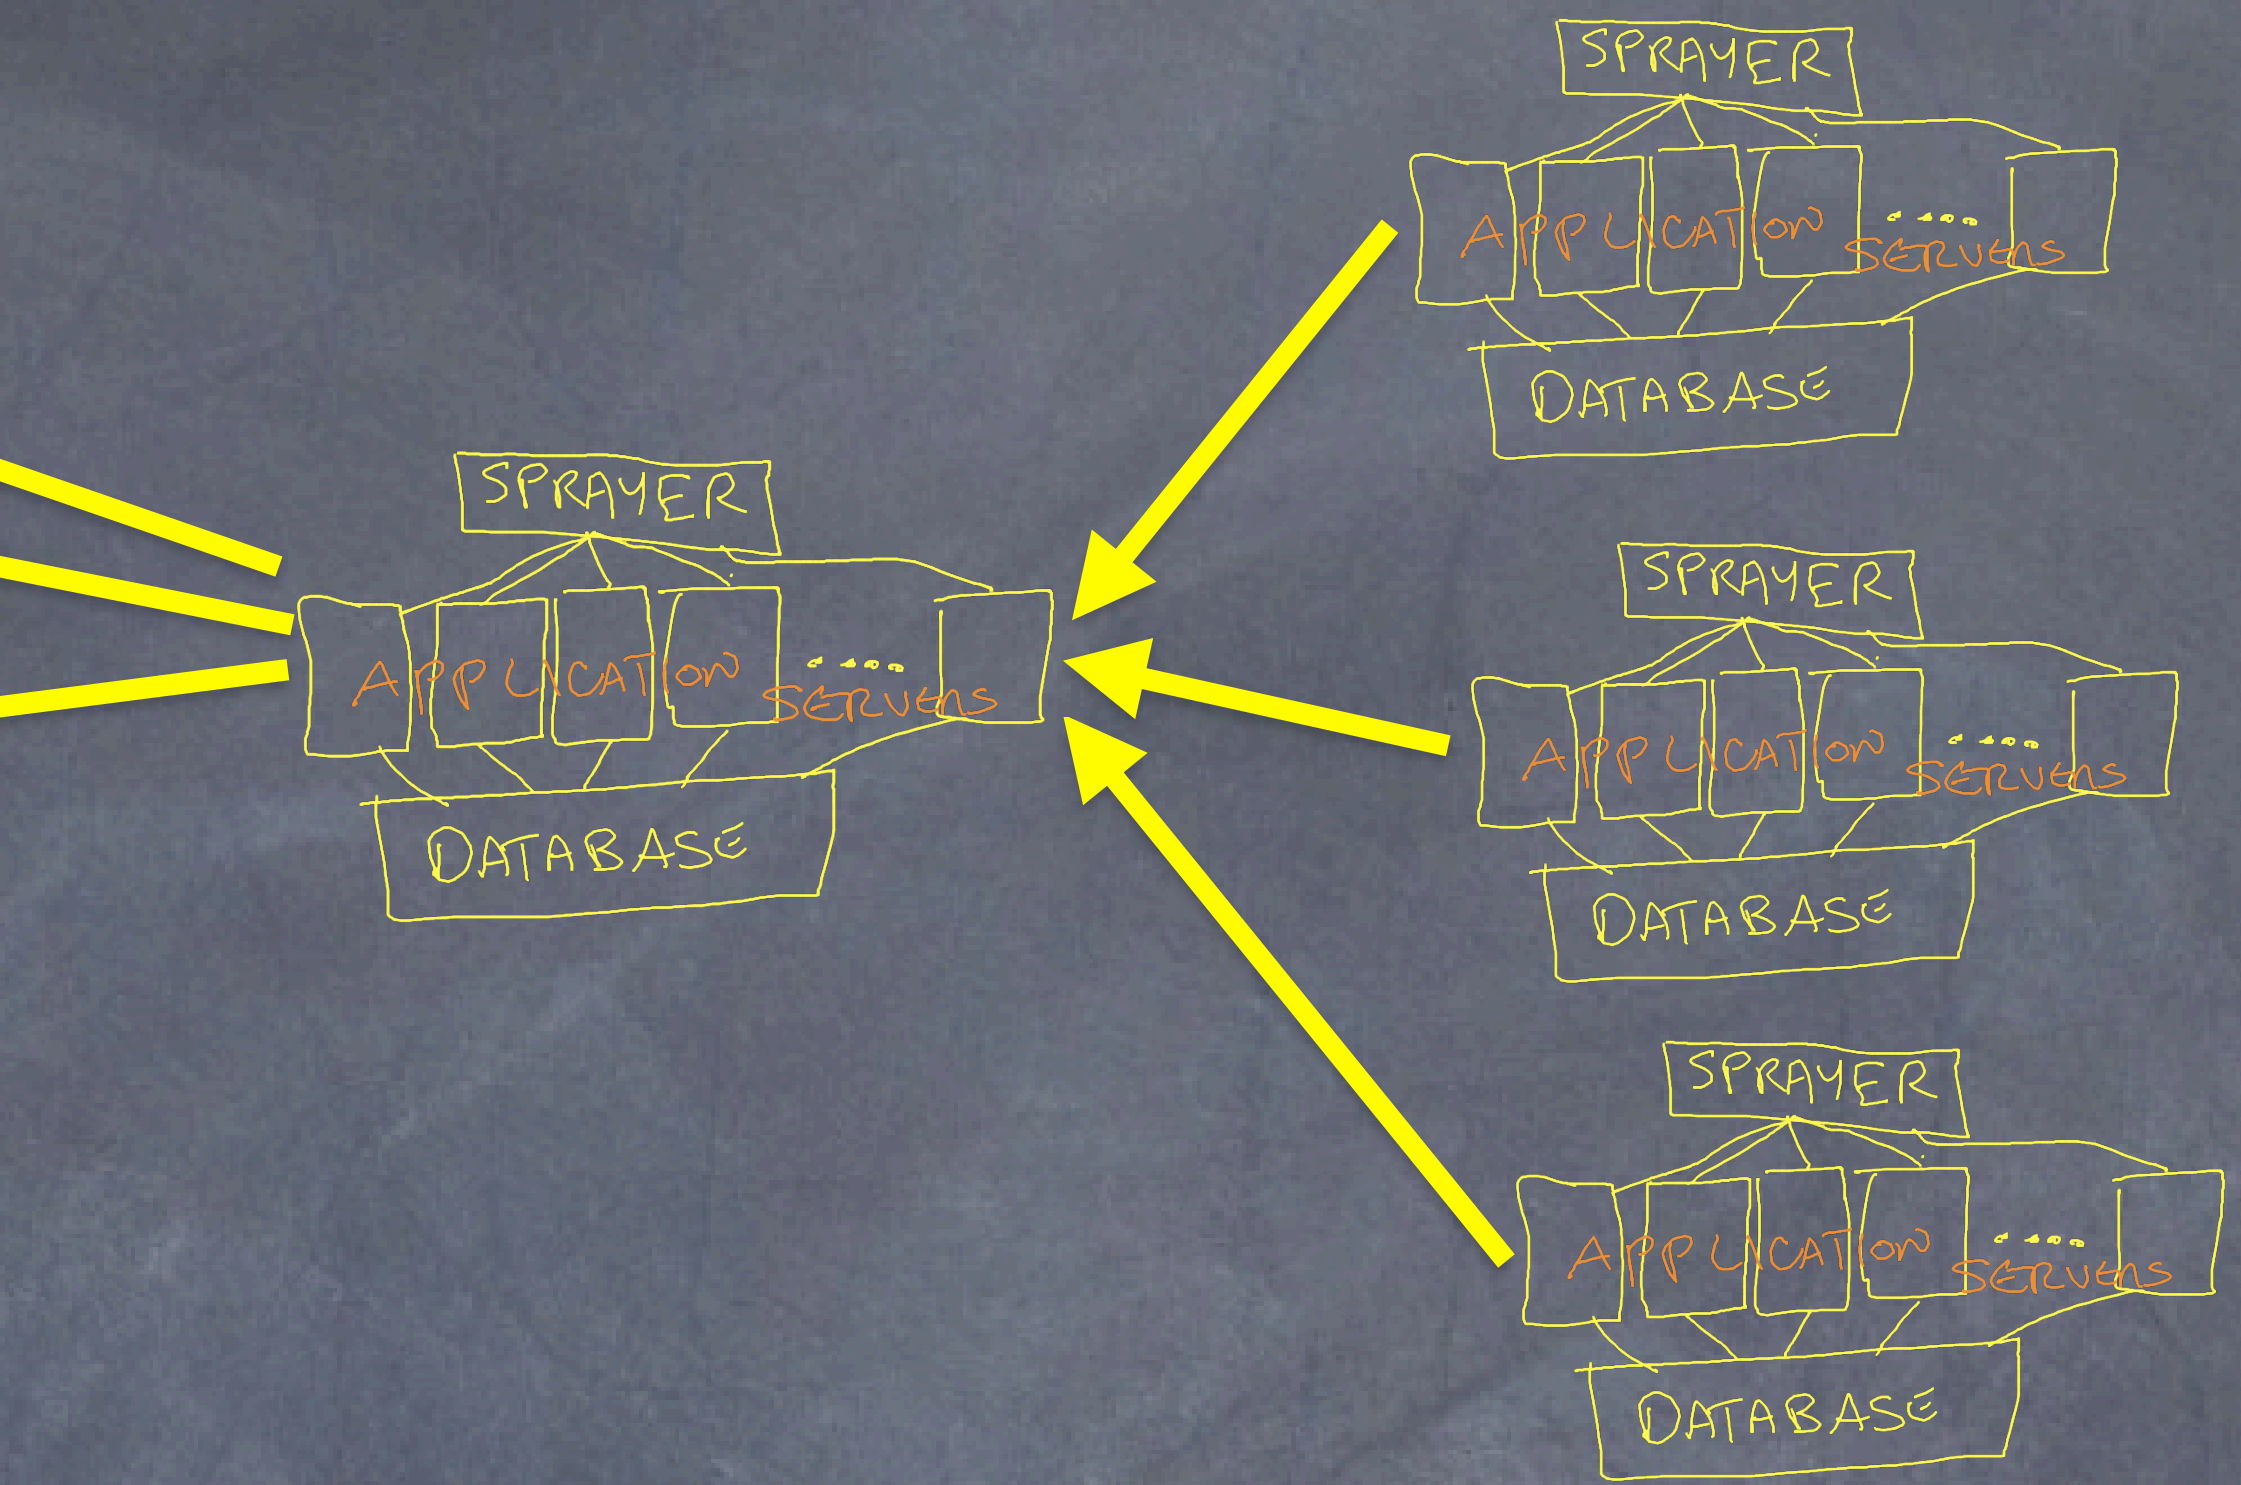 SPRAYER
APPLICATION ....
SERVERS
DATABASE
SPRAYER
APPLICATION ....
SERVERS
DATABASE
SPRAYER
APPLICATION ....
SERVERS
DATABASE
SPRAYER
APPLICATION ....
SERVERS
DATABASE